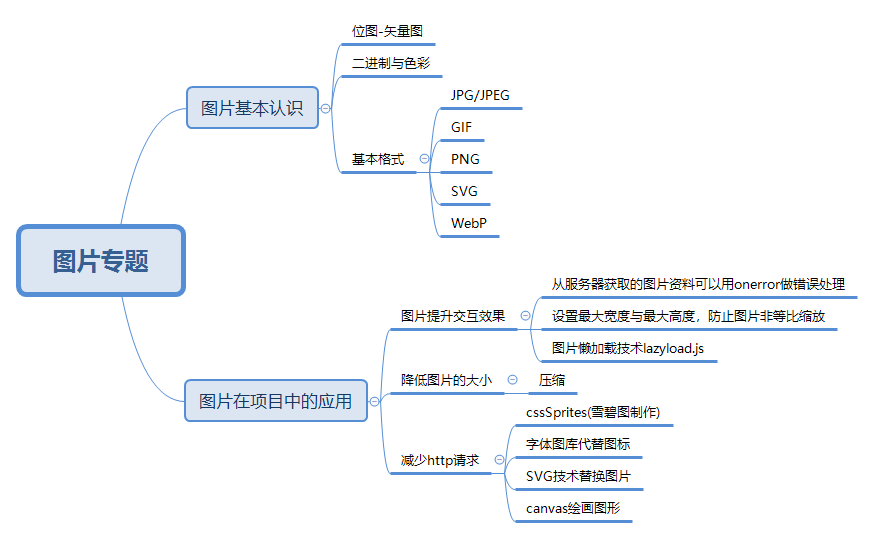 图片专题
图片基本认识
位图-矢量图
二进制与色彩
基本格式
JPG/JPEG
GIF
PNG
SVG
WebP
图片在项目中的应用
图片提升交互效果
从服务器获取的图片资料可以用onerror做错误处理
设置最大宽度与最大高度，防止图片非等比缩放
图片懒加载技术lazyload.js
降低图片的大小
压缩
减少http请求
cssSprites(雪碧图制作)
字体图库代替图标
SVG技术替换图片
canvas绘画图形